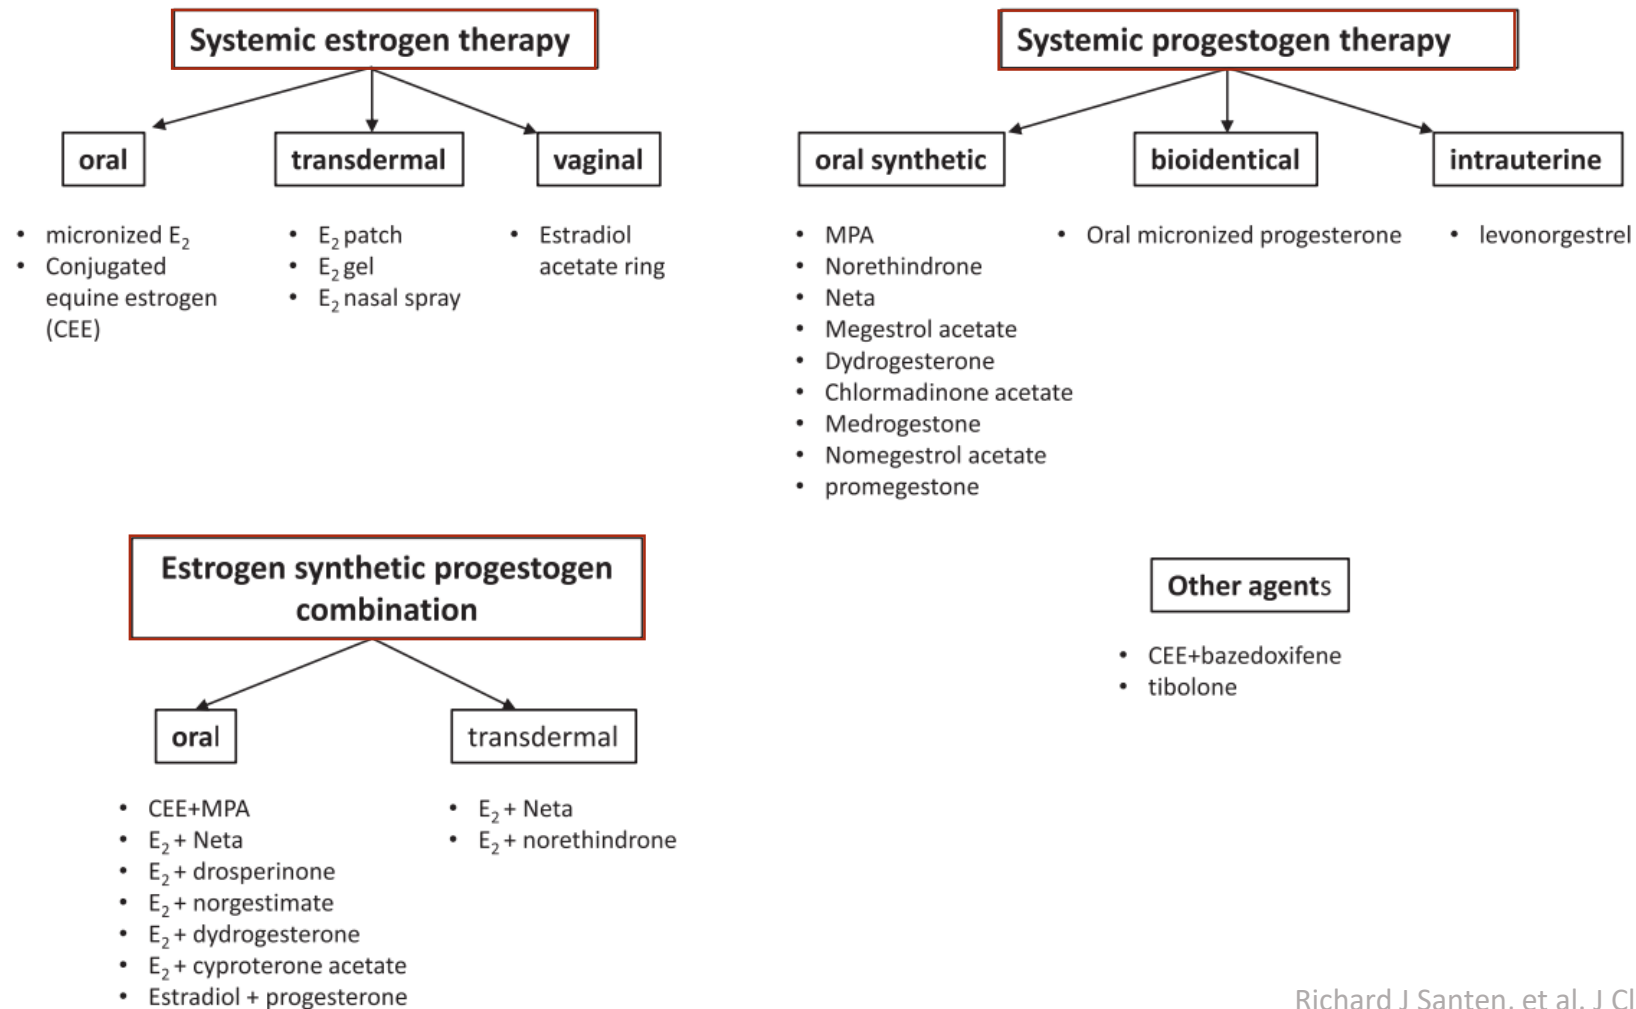 Systemic estrogen therapy
oral
• micronized E2
• Conjugated
equine estrogen
(CEE)
transdermal
• E2 patch
• E2 gel
• E2 nasal spray
vaginal
• Estradiol
acetate ring
Systemic progestogen therapy
oral synthetic
• MPA
• Norethindrone
• Neta
• Megestrol acetate
• Dydrogesterone
• Chlormadinone acetate
• Medrogestone
• Nomegestrol acetate
• promegestone
bioidentical
• Oral micronized progesterone
intrauterine
• levonorgestrel
Estrogen synthetic progestogen
combination
oral
• CEE+MPA
• E2 + Neta
• E2 + drosperinone
• E2 + norgestimate
• E2 + dydrogesterone
• E2 + cyproterone acetate
• Estradiol + progesterone
transdermal
• E2 + Neta
• E2 + norethindrone
Other agents
• CEE+bazedoxifene
• tibolone
Richard J Santen, et al. J Cl